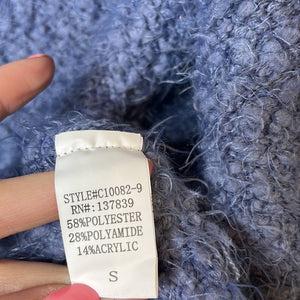 STYLE#C10082-9
RN#:137839
58%POLYESTER
28%POLYAMIDE
14%ACRYLIC
S